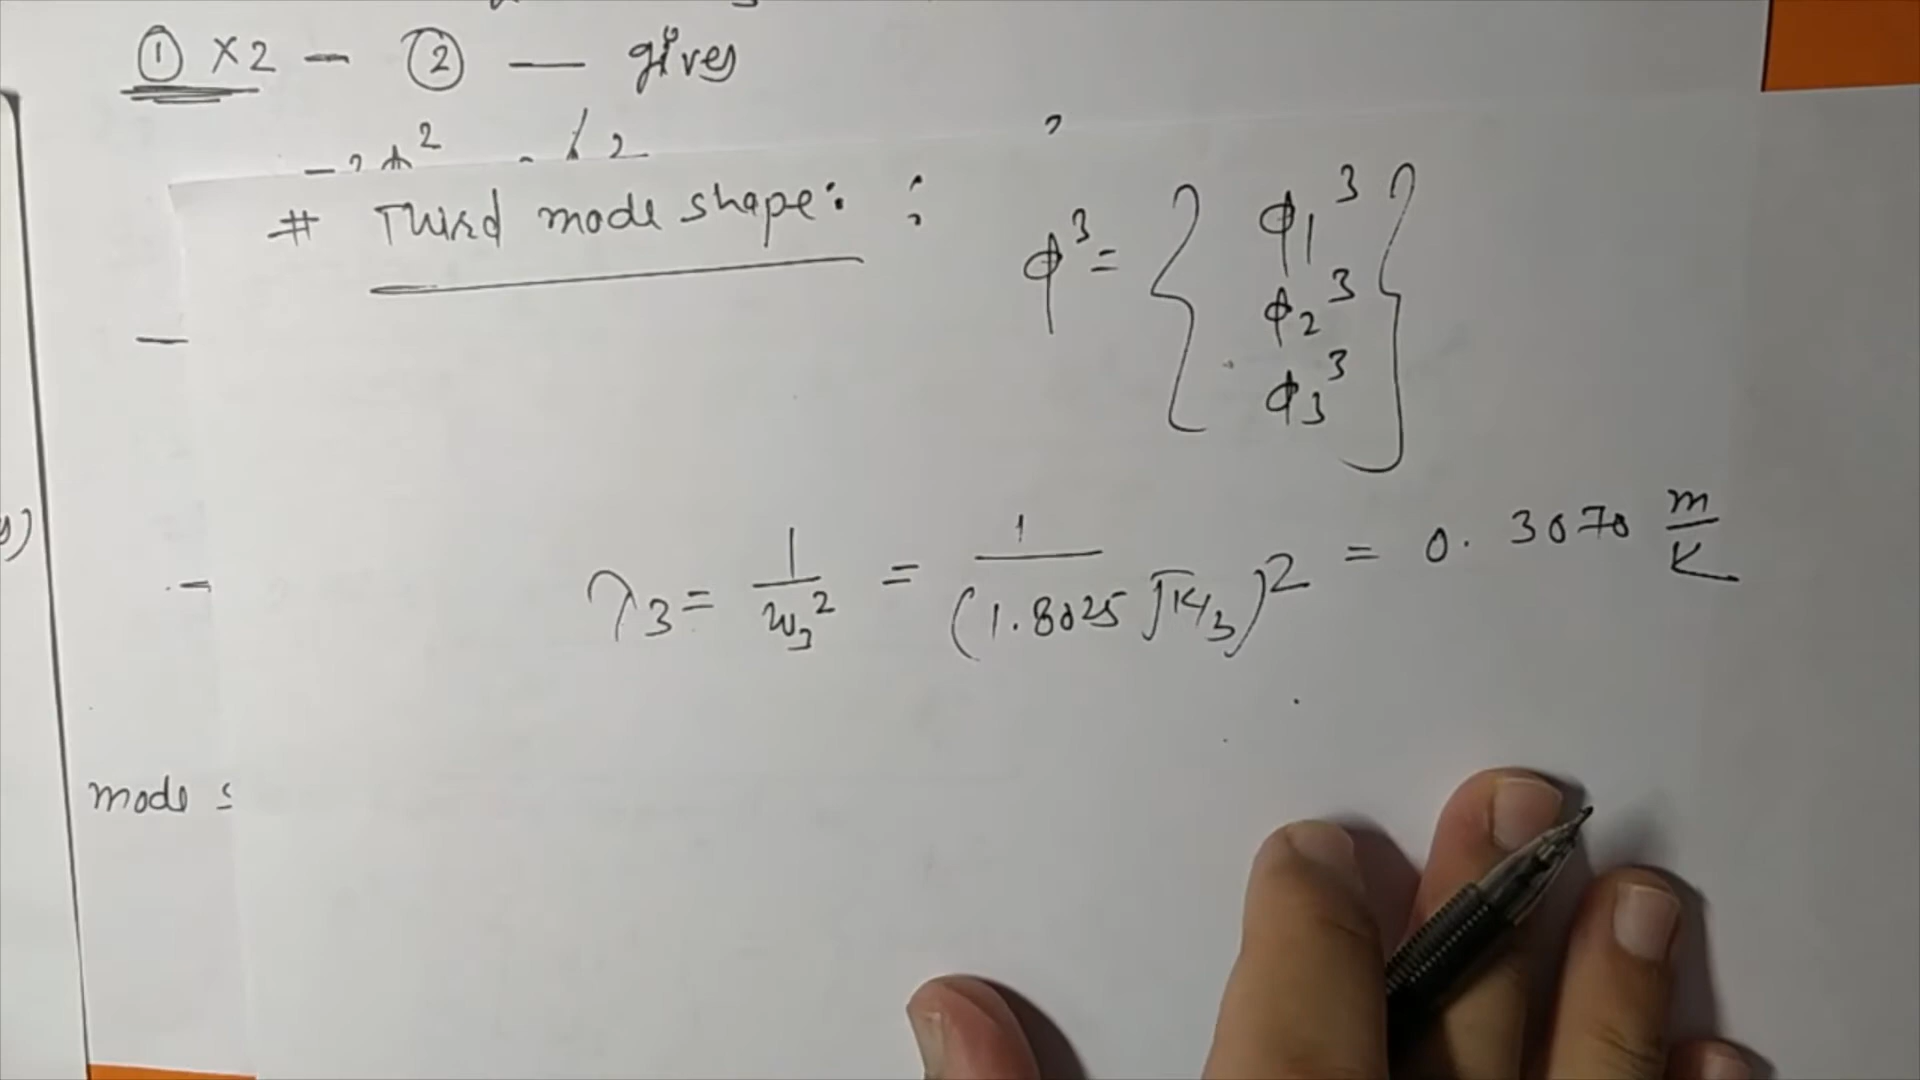 ① ×2 — ② — gives
# Third mode shape: :
ϕ³ = { ϕ₁³
ϕ₂³
ϕ₃³ }
λ₃ = 1/ω₃² = 1/(1.8025 √K/3)² = 0.3070 m/K
mode